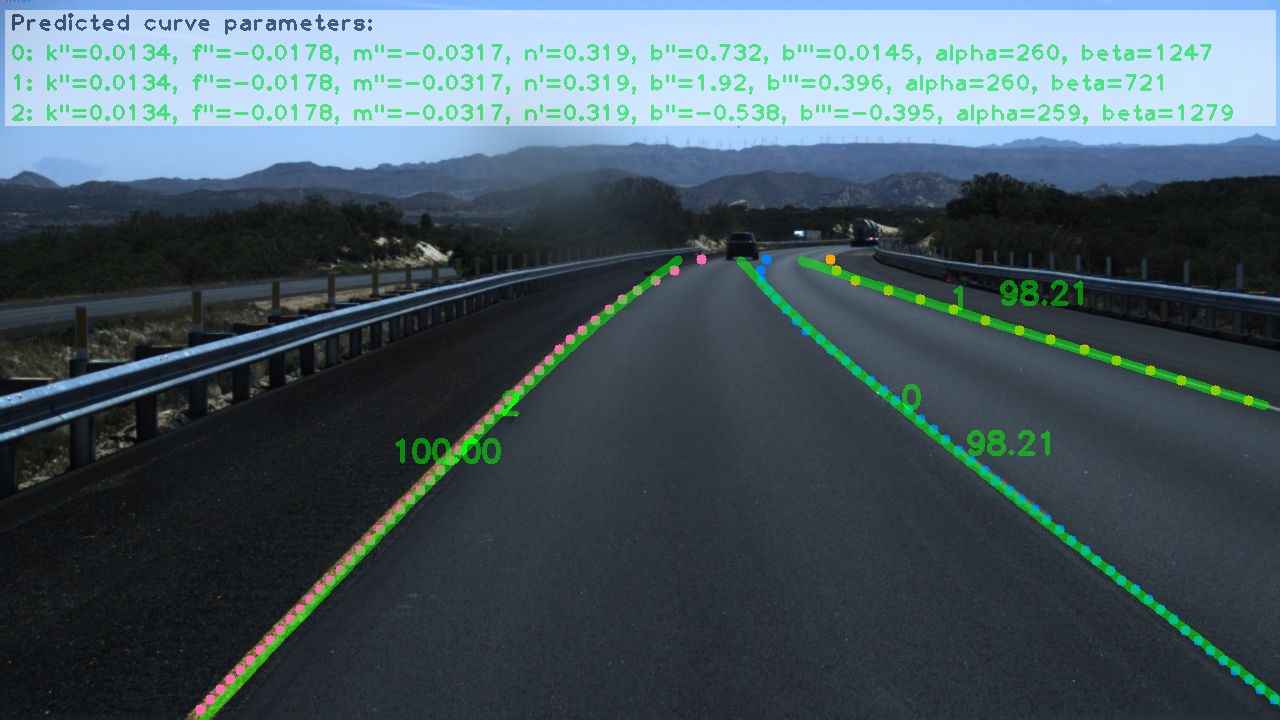 Predicted curve parameters:
0: k''=0.0134, f''=-0.0178, m''=-0.0317, n'=0.319, b''=0.732, b'''=0.0145, alpha=260, beta=1247
1: k''=0.0134, f''=-0.0178, m''=-0.0317, n'=0.319, b''=1.92, b'''=0.396, alpha=260, beta=721
2: k''=0.0134, f''=-0.0178, m''=-0.0317, n'=0.319, b''=-0.538, b'''=-0.395, alpha=259, beta=1279
1 98.21
0
2
98.21
100.00